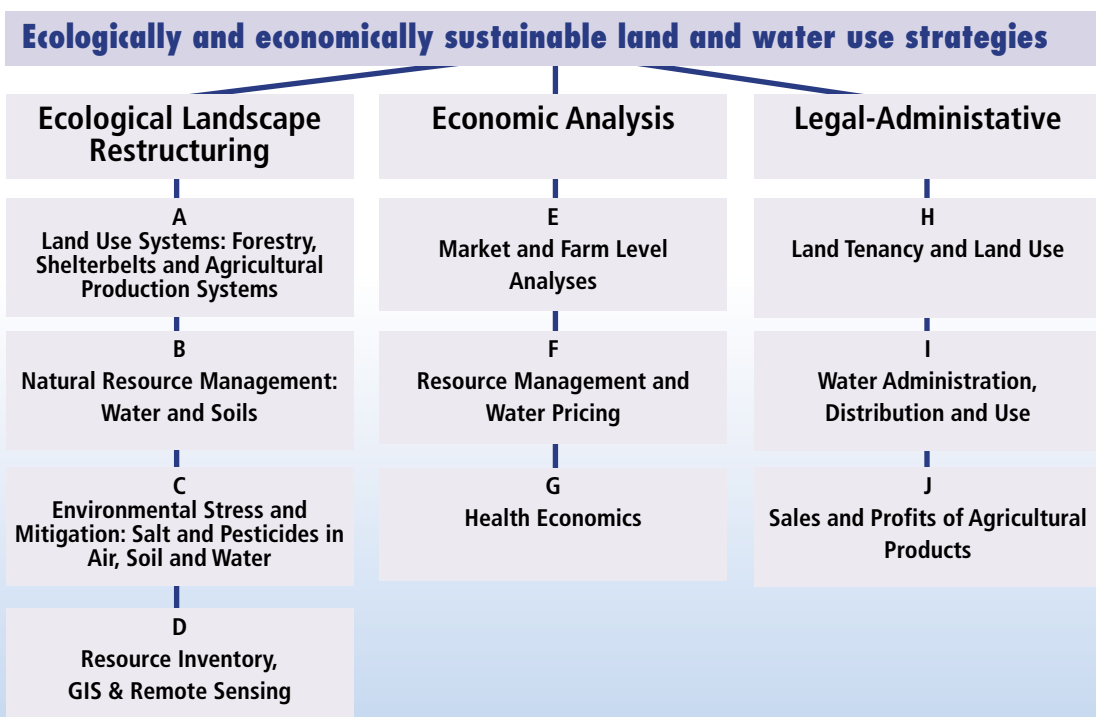 Ecologically and economically sustainable land and water use strategies
Ecological Landscape
Restructuring
A
Land Use Systems: Forestry,
Shelterbelts and Agricultural
Production Systems
B
Natural Resource Management:
Water and Soils
C
Environmental Stress and
Mitigation: Salt and Pesticides in
Air, Soil and Water
D
Resource Inventory,
GIS & Remote Sensing
Economic Analysis
E
Market and Farm Level
Analyses
F
Resource Management and
Water Pricing
G
Health Economics
Legal-Administative
H
Land Tenancy and Land Use
I
Water Administration,
Distribution and Use
J
Sales and Profits of Agricultural
Products